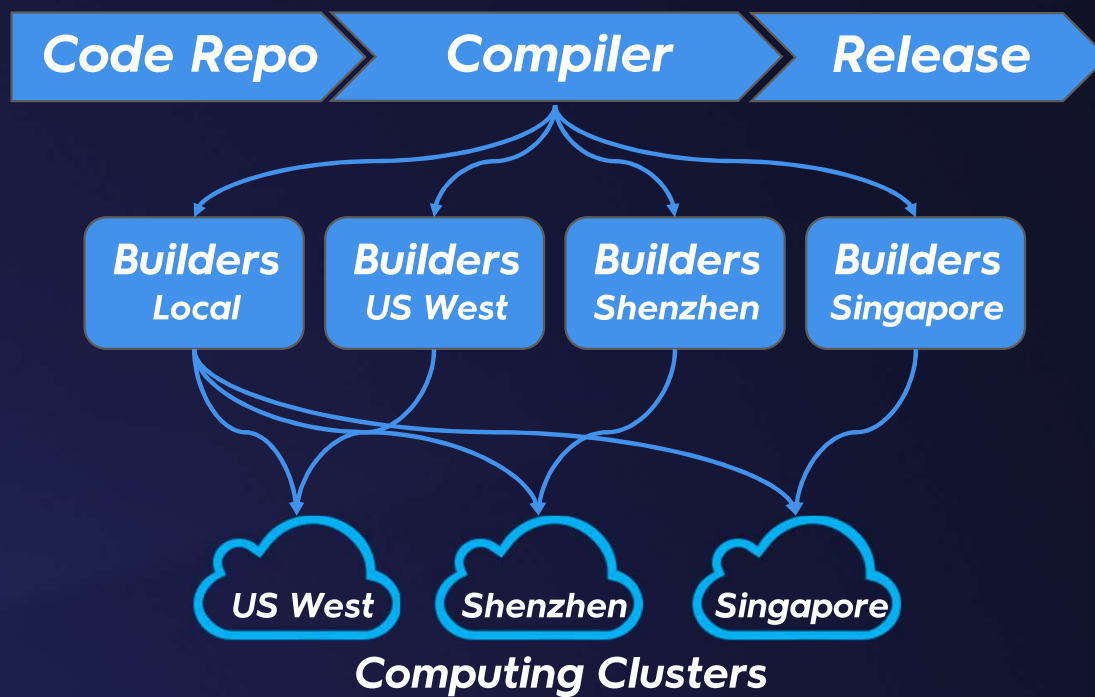 Code Repo
Compiler
Release
Builders
Local
Builders
US West
Builders
Shenzhen
Builders
Singapore
US West
Shenzhen
Singapore
Computing Clusters